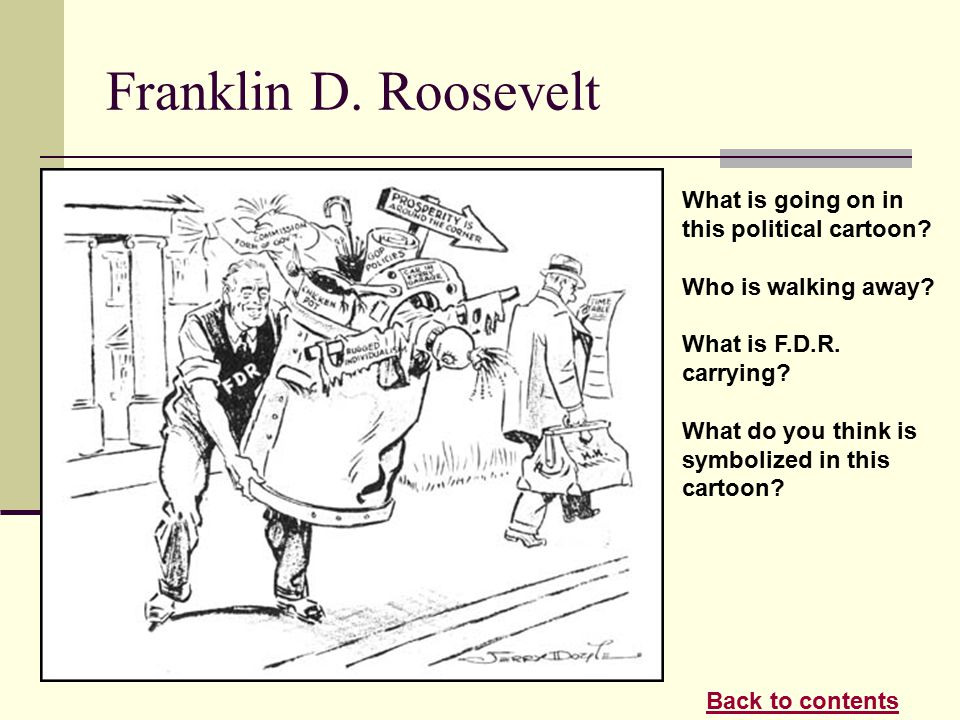 Franklin D. Roosevelt
PROSPERITY IS
AROUND THE CORNER
COMMISSION
FORM OF GOV'T.
GOP
POLICIES
CAR IN
EVERY
GARAGE
CHICKEN
POT
RUGGED
INDIVIDUALISM
FDR
TIME
TABLE
H.H.
JERRY DOYLE
What is going on in
this political cartoon?
Who is walking away?
What is F.D.R.
carrying?
What do you think is
symbolized in this
cartoon?
Back to contents